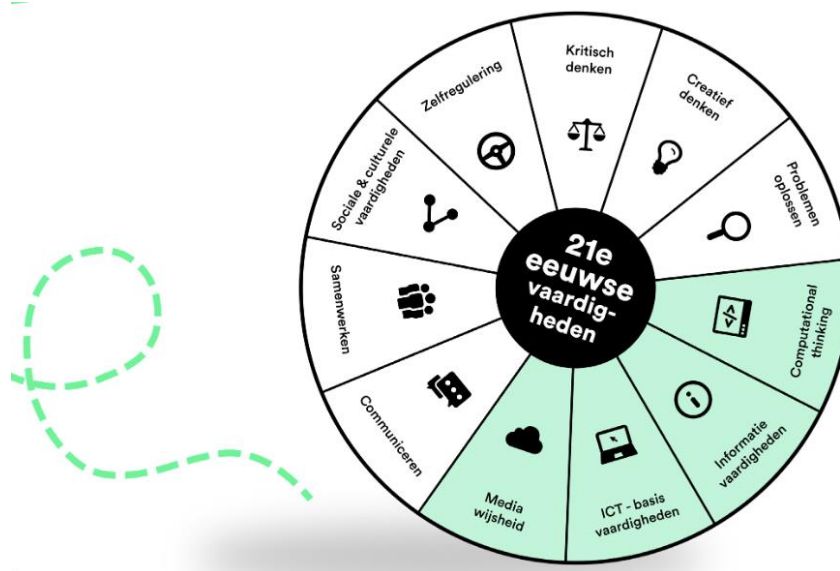 21e
eeuwse
vaardig-
heden
Kritisch
denken
Creatief
denken
Problemen
oplossen
Computational
thinking
Informatie
vaardigheden
ICT - basis
vaardigheden
Media
wijsheid
Communiceren
Samenwerken
Sociale & culturele
vaardigheden
Zelfregulering